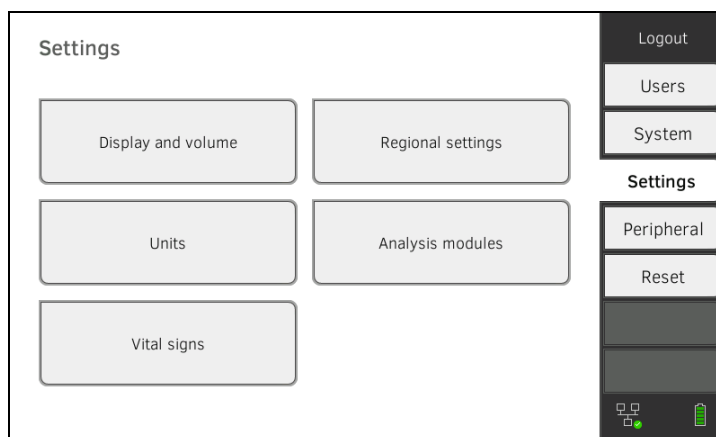 Settings
Display and volume
Regional settings
Units
Analysis modules
Vital signs
Logout
Users
System
Settings
Peripheral
Reset